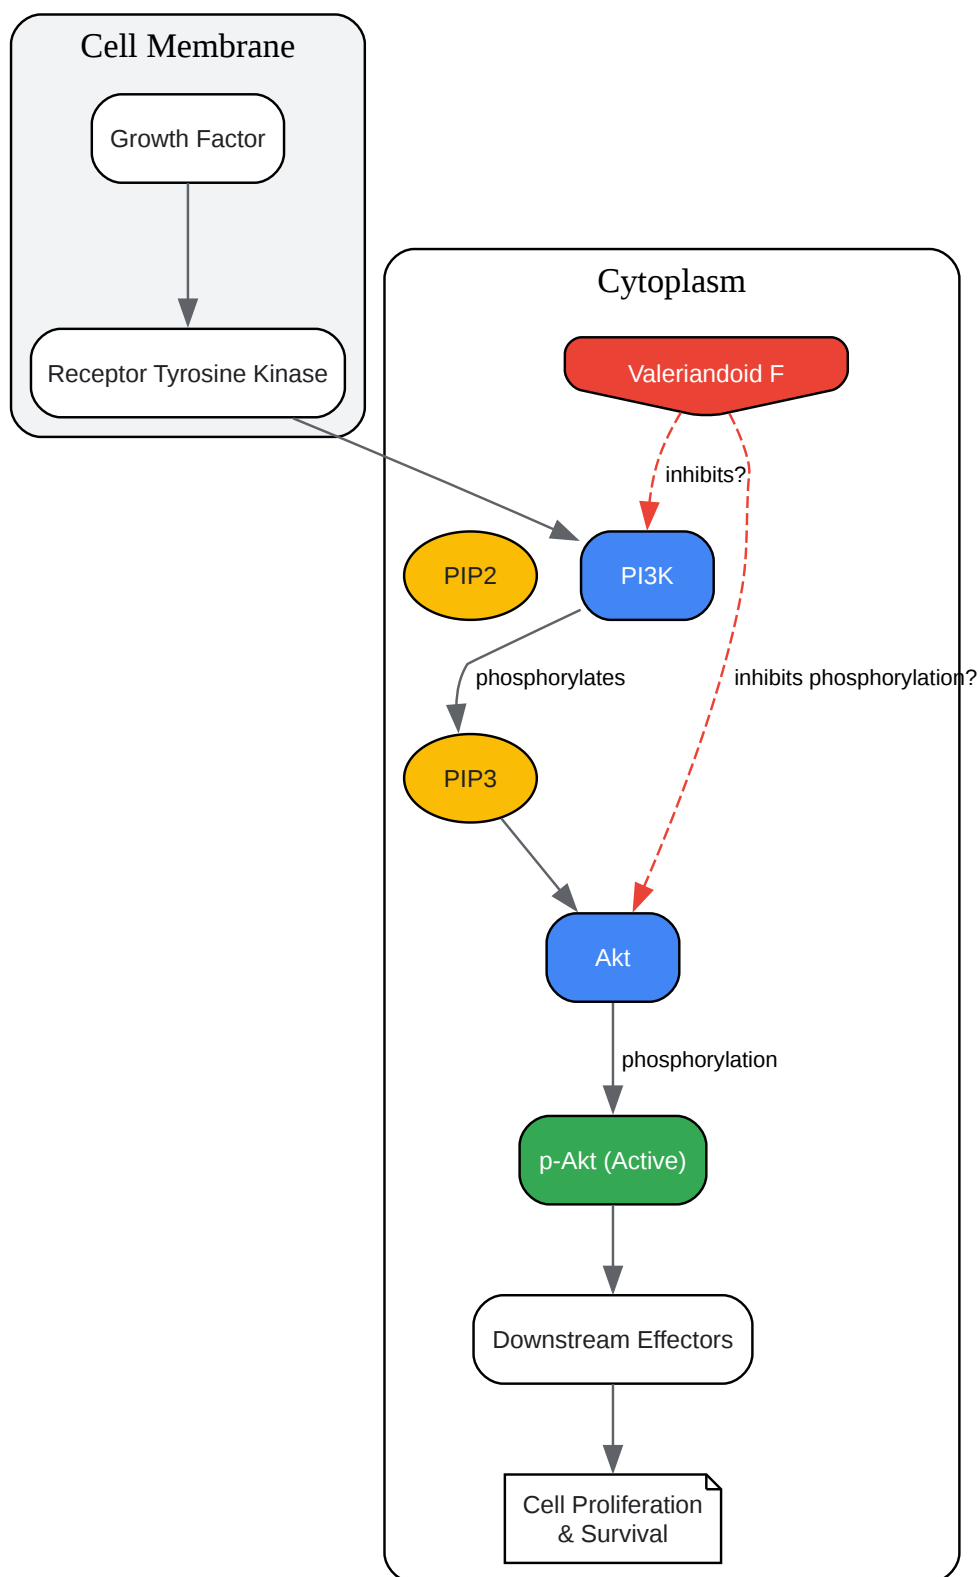 Cell Membrane
Growth Factor
Receptor Tyrosine Kinase
Cytoplasm
Valeriandoid F
inhibits?
PIP2
PI3K
phosphorylates
inhibits phosphorylation?
PIP3
Akt
phosphorylation
p-Akt (Active)
Downstream Effectors
Cell Proliferation
& Survival